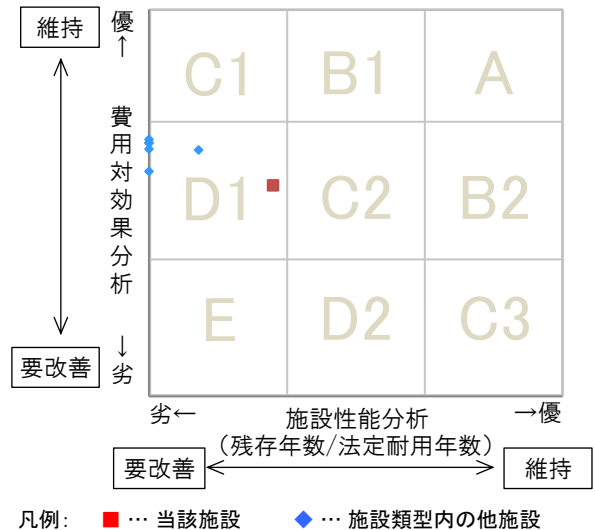 維持
優
↑
費用対効果分析
↓
劣
要改善
C1 B1 A
D1 C2 B2
E D2 C3
劣← 施設性能分析 →優
（残存年数/法定耐用年数）
要改善 維持
凡例： ■ … 当該施設 ◆ … 施設類型内の他施設